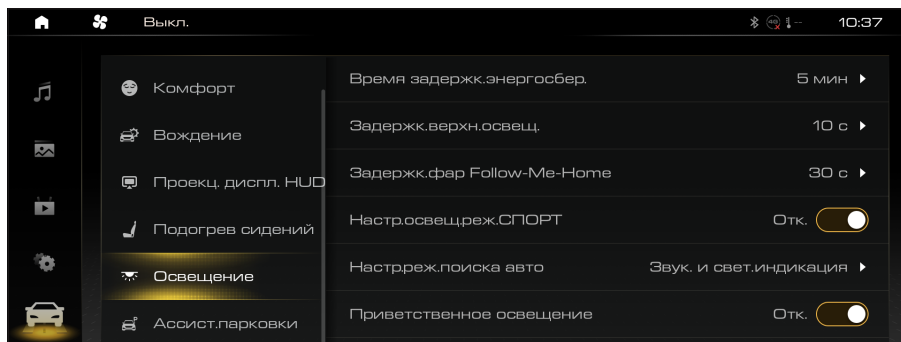 Выкл.
10:37
Комфорт
Вождение
Проекц. диспл. HUD
Подогрев сидений
Освещение
Ассист.парковки
Время задержк.энергосбер. 5 мин
Задержк.верхн.освещ. 10 с
Задержк.фар Follow-Me-Home 30 с
Настр.освещ.реж.СПОРТ Отк.
Настр.реж.поиска авто Звук. и свет.индикация
Приветственное освещение Отк.